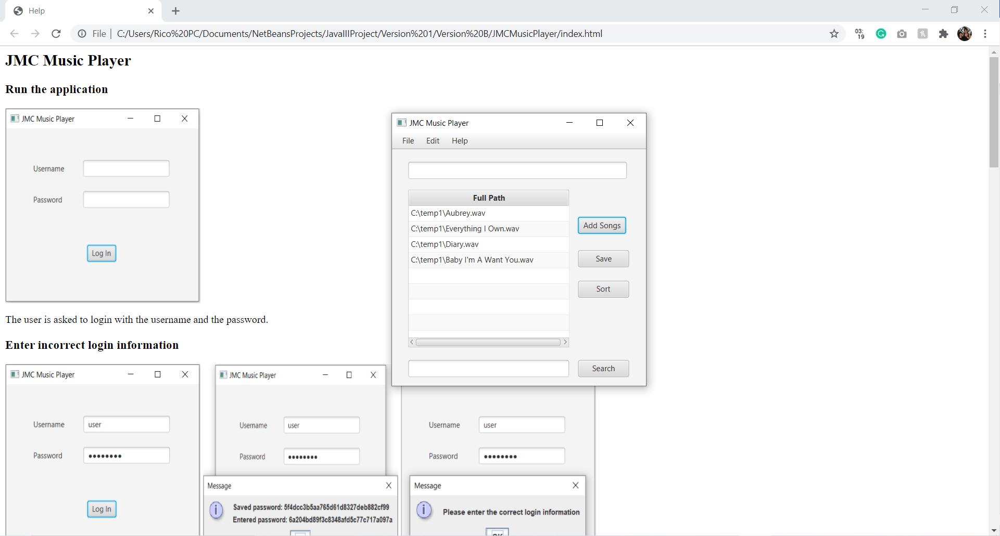 Help
File
C:/Users/Rico%20PC/Documents/NetBeansProjects/JavaIIIProject/Version%201/Version%20B/JMCMusicPlayer/index.html
03:
19
JMC Music Player
Run the application
JMC Music Player
Username
Password
Log In
The user is asked to login with the username and the password.
JMC Music Player
File Edit Help
Full Path
C:\temp1\Aubrey.wav
C:\temp1\Everything I Own.wav
C:\temp1\Diary.wav
C:\temp1\Baby I'm A Want You.wav
Add Songs
Save
Sort
Search
Enter incorrect login information
JMC Music Player
Username user
Password
Log In
JMC Music Player
Username user
Password
Message
Saved password: 5f4dcc3b5aa765d61d8327deb882cf99
Entered password: 6a204bd89f3c8348afd5c77c717a097a
Username user
Password
Message
Please enter the correct login information
OK